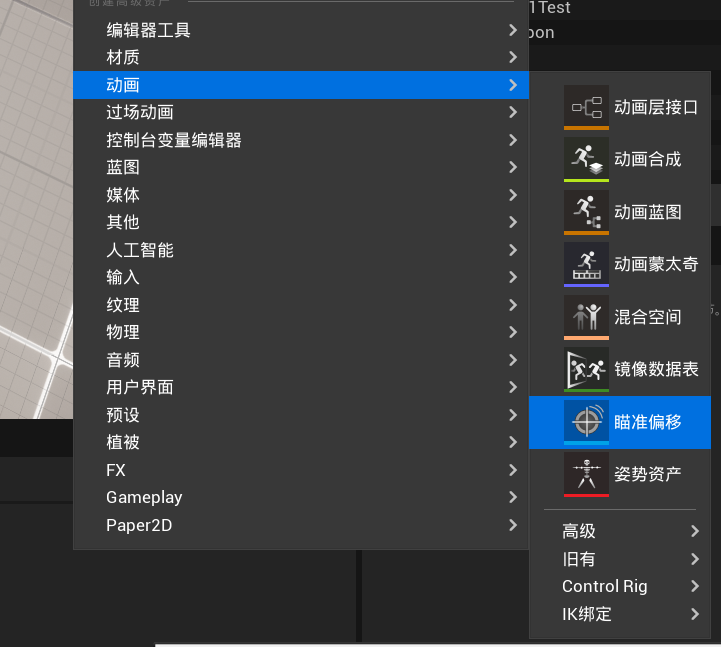 创建高级资产
1Test
pon
编辑器工具
材质
动画
过场动画
控制台变量编辑器
蓝图
媒体
其他
人工智能
输入
纹理
物理
音频
用户界面
预设
植被
FX
Gameplay
Paper2D
动画层接口
动画合成
动画蓝图
动画蒙太奇
混合空间
镜像数据表
瞄准偏移
姿势资产
高级
旧有
Control Rig
IK绑定